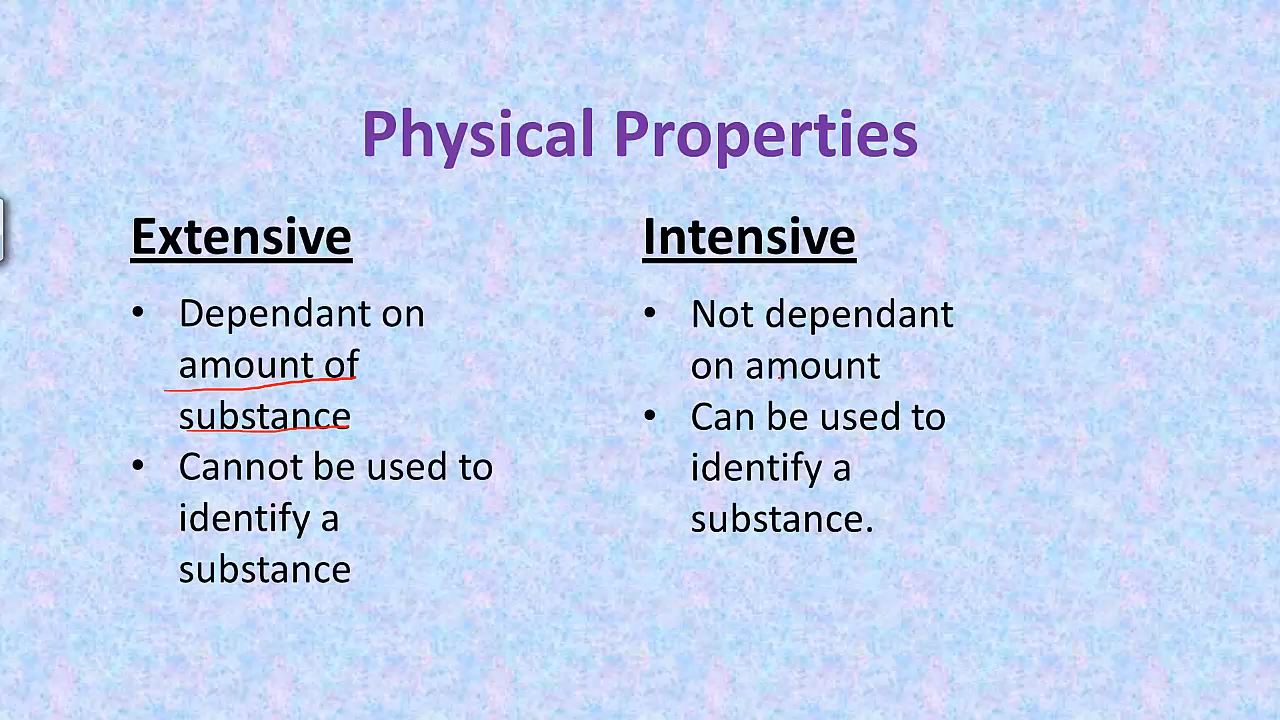 Physical Properties
Extensive
• Dependant on
amount of
substance
• Cannot be used to
identify a
substance
Intensive
• Not dependant
on amount
• Can be used to
identify a
substance.